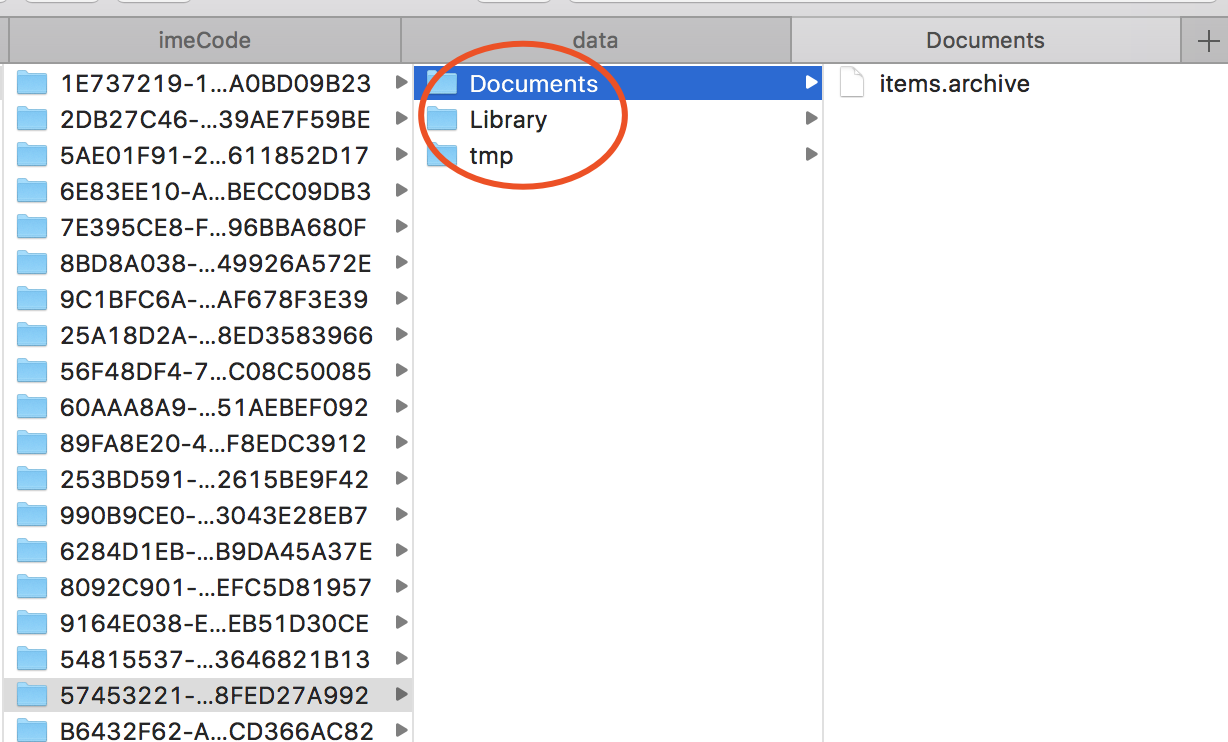 imeCode
data
Documents
1E737219-1...A0BD09B23
2DB27C46-...39AE7F59BE
5AE01F91-2...611852D17
6E83EE10-A...BECC09DB3
7E395CE8-F...96BBA680F
8BD8A038-...49926A572E
9C1BFC6A-...AF678F3E39
25A18D2A-...8ED3583966
56F48DF4-7...C08C50085
60AAA8A9-...51AEBEF092
89FA8E20-4...F8EDC3912
253BD591-...2615BE9F42
990B9CE0-...3043E28EB7
6284D1EB-...B9DA45A37E
8092C901-...EFC5D81957
9164E038-E...EB51D30CE
54815537-...3646821B13
57453221-...8FED27A992
B6432F62-A...CD366AC82
Documents
Library
tmp
items.archive